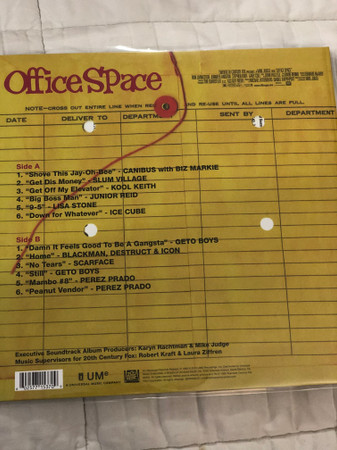 Office Space
NOTE–CROSS OUT ENTIRE LINE WHEN RE ND RE-USE UNTIL ALL LINES ARE FULL.
DATE DELIVER TO DEPARTM SENT BY DEPARTM
Side A
1. “Shove This Jay-Oh-Bee” - CANIBUS with BIZ MARKIE
2. “Get Dis Money” - SLUM VILLAGE
3. “Get Off My Elevator” - KOOL KEITH
4. “Big Boss Man” - JUNIOR REID
5. “9-5” - LISA STONE
6. “Down for Whatever” - ICE CUBE
Side B
1. “Damn It Feels Good To Be A Gangsta” - GETO BOYS
2. “Home” - BLACKMAN, DESTRUCT & ICON
3. “No Tears” - SCARFACE
4. “Still” - GETO BOYS
5. “Mambo #8” - PEREZ PRADO
6. “Peanut Vendor” - PEREZ PRADO
Executive Soundtrack Album Producers: Karyn Rachtman & Mike Judge
Music Supervisors for 20th Century Fox: Robert Kraft & Laura Ziffren
UMe